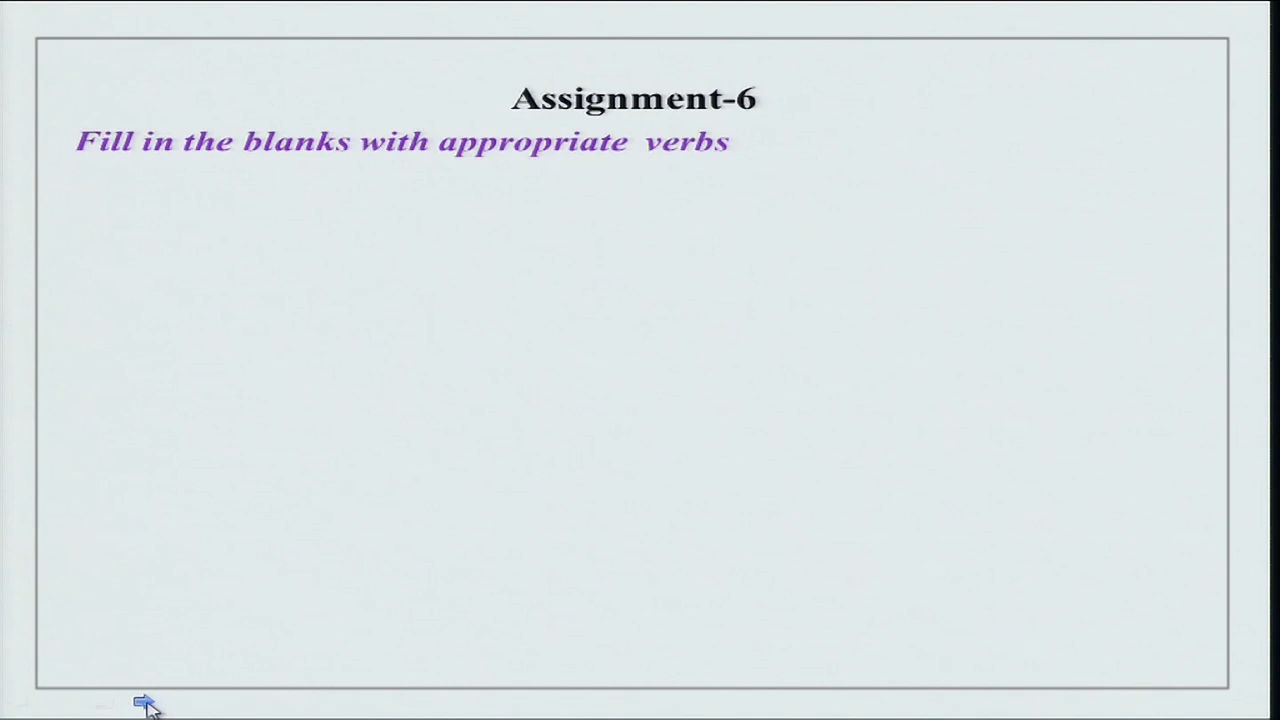 Assignment-6
Fill in the blanks with appropriate verbs